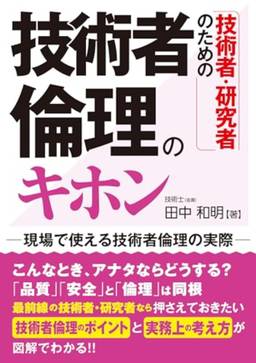 技術者・研究者
のための
技術者
倫理の
キホン
技術士（金属）
田中 和明【著】
現場で使える技術者倫理の実際
こんなとき、アナタならどうする？
「品質」「安全」と「倫理」は同根
最前線の技術者・研究者なら押さえておきたい
技術者倫理のポイントと実務上の考え方が
図解でわかる!!